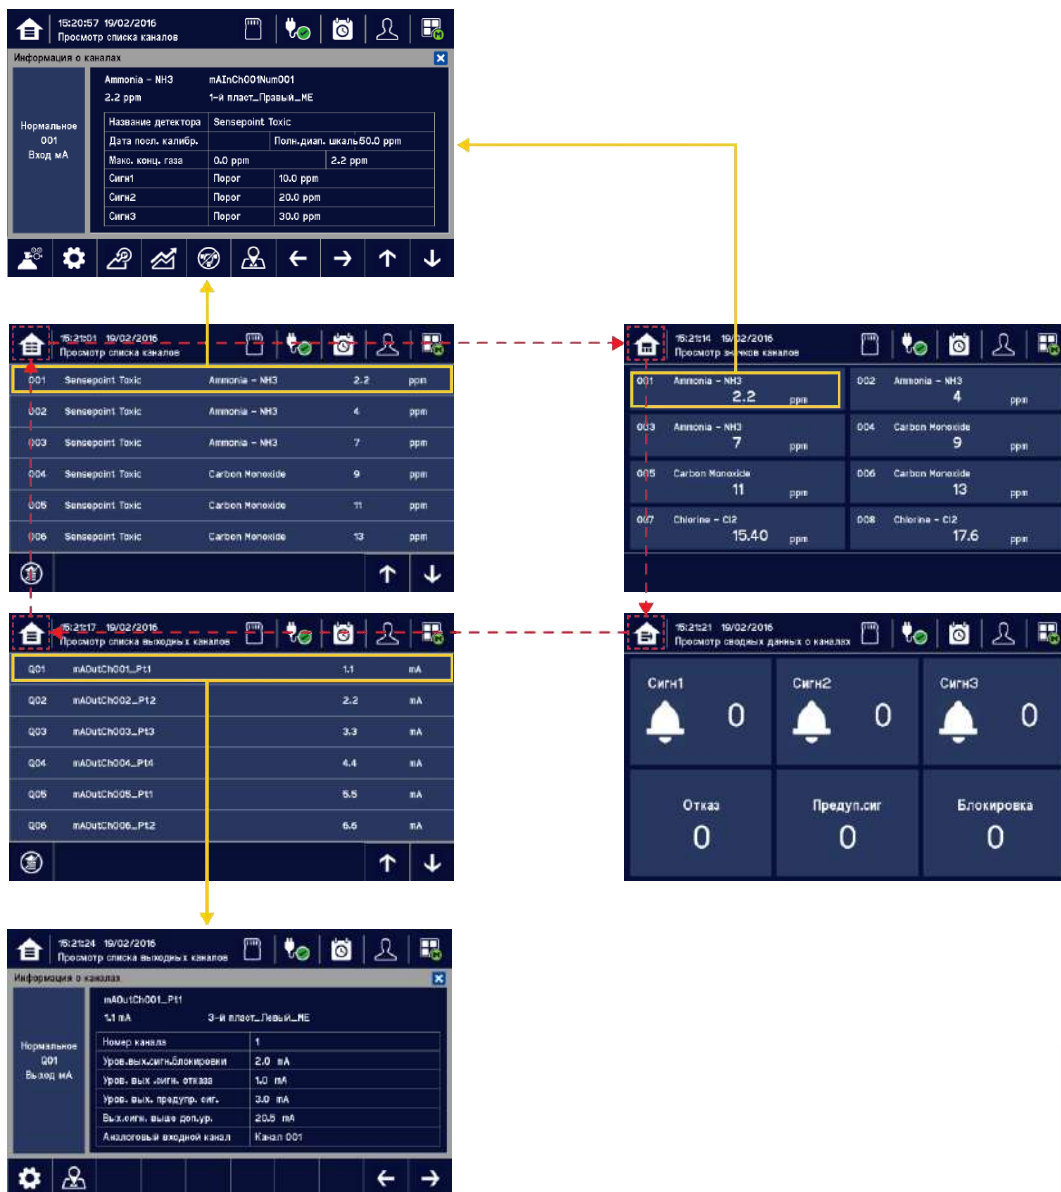 15:20:57 19/02/2016
Просмотр списка каналов
Информация о каналах
Нормальное
001
Вход мА
Ammonia - NH3 mAInCh001Num001
2.2 ppm 1-й пласт_Правый_МЕ
Название детектора Sensepoint Toxic
Дата посл. калибр. Полн.диап. шкалы 50.0 ppm
Макс. конц. газа 0.0 ppm 2.2 ppm
Сигн1 Порог 10.0 ppm
Сигн2 Порог 20.0 ppm
Сигн3 Порог 30.0 ppm
15:21:01 19/02/2016
Просмотр списка каналов
001 Sensepoint Toxic Ammonia - NH3 2.2 ppm
002 Sensepoint Toxic Ammonia - NH3 4 ppm
003 Sensepoint Toxic Ammonia - NH3 7 ppm
004 Sensepoint Toxic Carbon Monoxide 9 ppm
005 Sensepoint Toxic Carbon Monoxide 11 ppm
006 Sensepoint Toxic Carbon Monoxide 13 ppm
15:21:14 19/02/2016
Просмотр значков каналов
001 Ammonia - NH3
2.2 ppm
002 Ammonia - NH3
4 ppm
003 Ammonia - NH3
7 ppm
004 Carbon Monoxide
9 ppm
005 Carbon Monoxide
11 ppm
006 Carbon Monoxide
13 ppm
007 Chlorine - Cl2
15.40 ppm
008 Chlorine - Cl2
17.6 ppm
15:21:17 19/02/2016
Просмотр списка выходных каналов
Q01 mAOutCh001_Pt1 1.1 mA
Q02 mAOutCh002_Pt2 2.2 mA
Q03 mAOutCh003_Pt3 3.3 mA
Q04 mAOutCh004_Pt4 4.4 mA
Q05 mAOutCh005_Pt1 5.5 mA
Q06 mAOutCh006_Pt2 6.6 mA
15:21:21 19/02/2016
Просмотр сводных данных о каналах
Сигн1
0
Сигн2
0
Сигн3
0
Отказ
0
Предуп.сиг
0
Блокировка
0
15:21:24 19/02/2016
Просмотр списка выходных каналов
Информация о каналах
Нормальное
Q01
Выход мА
mAOutCh001_Pt1
1.1 mA 3-й пласт_Левый_МЕ
Номер канала 1
Уров.вых.сигн.блокировки 2.0 mA
Уров. вых .сигн. отказа 1.0 mA
Уров. вых. предупр. сиг. 3.0 mA
Вых.сигн. выше доп.ур. 20.5 mA
Аналоговый входной канал Канал 001